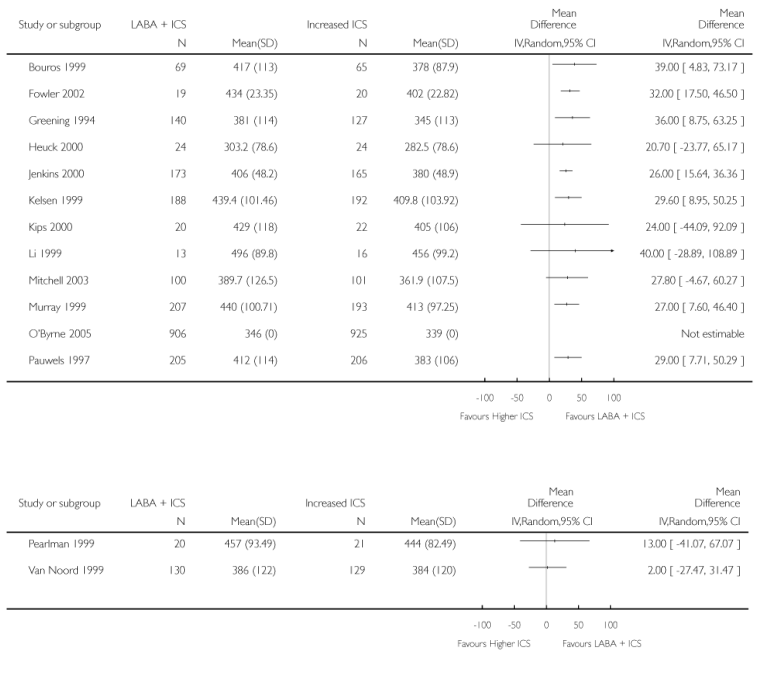 Study or subgroup LABA + ICS Increased ICS Mean Difference Mean Difference
N Mean(SD) N Mean(SD) IV,Random,95% CI IV,Random,95% CI
Bouros 1999 69 417 (113) 65 378 (87.9) 39.00 [ 4.83, 73.17 ]
Fowler 2002 19 434 (23.35) 20 402 (22.82) 32.00 [ 17.50, 46.50 ]
Greening 1994 140 381 (114) 127 345 (113) 36.00 [ 8.75, 63.25 ]
Heuck 2000 24 303.2 (78.6) 24 282.5 (78.6) 20.70 [ -23.77, 65.17 ]
Jenkins 2000 173 406 (48.2) 165 380 (48.9) 26.00 [ 15.64, 36.36 ]
Kelsen 1999 188 439.4 (101.46) 192 409.8 (103.92) 29.60 [ 8.95, 50.25 ]
Kips 2000 20 429 (118) 22 405 (106) 24.00 [ -44.09, 92.09 ]
Li 1999 13 496 (89.8) 16 456 (99.2) 40.00 [ -28.89, 108.89 ]
Mitchell 2003 100 389.7 (126.5) 101 361.9 (107.5) 27.80 [ -4.67, 60.27 ]
Murray 1999 207 440 (100.71) 193 413 (97.25) 27.00 [ 7.60, 46.40 ]
O'Byrne 2005 906 346 (0) 925 339 (0) Not estimable
Pauwels 1997 205 412 (114) 206 383 (106) 29.00 [ 7.71, 50.29 ]
-100 -50 0 50 100
Favours Higher ICS Favours LABA + ICS
Study or subgroup LABA + ICS Increased ICS Mean Difference Mean Difference
N Mean(SD) N Mean(SD) IV,Random,95% CI IV,Random,95% CI
Pearlman 1999 20 457 (93.49) 21 444 (82.49) 13.00 [ -41.07, 67.07 ]
Van Noord 1999 130 386 (122) 129 384 (120) 2.00 [ -27.47, 31.47 ]
-100 -50 0 50 100
Favours Higher ICS Favours LABA + ICS